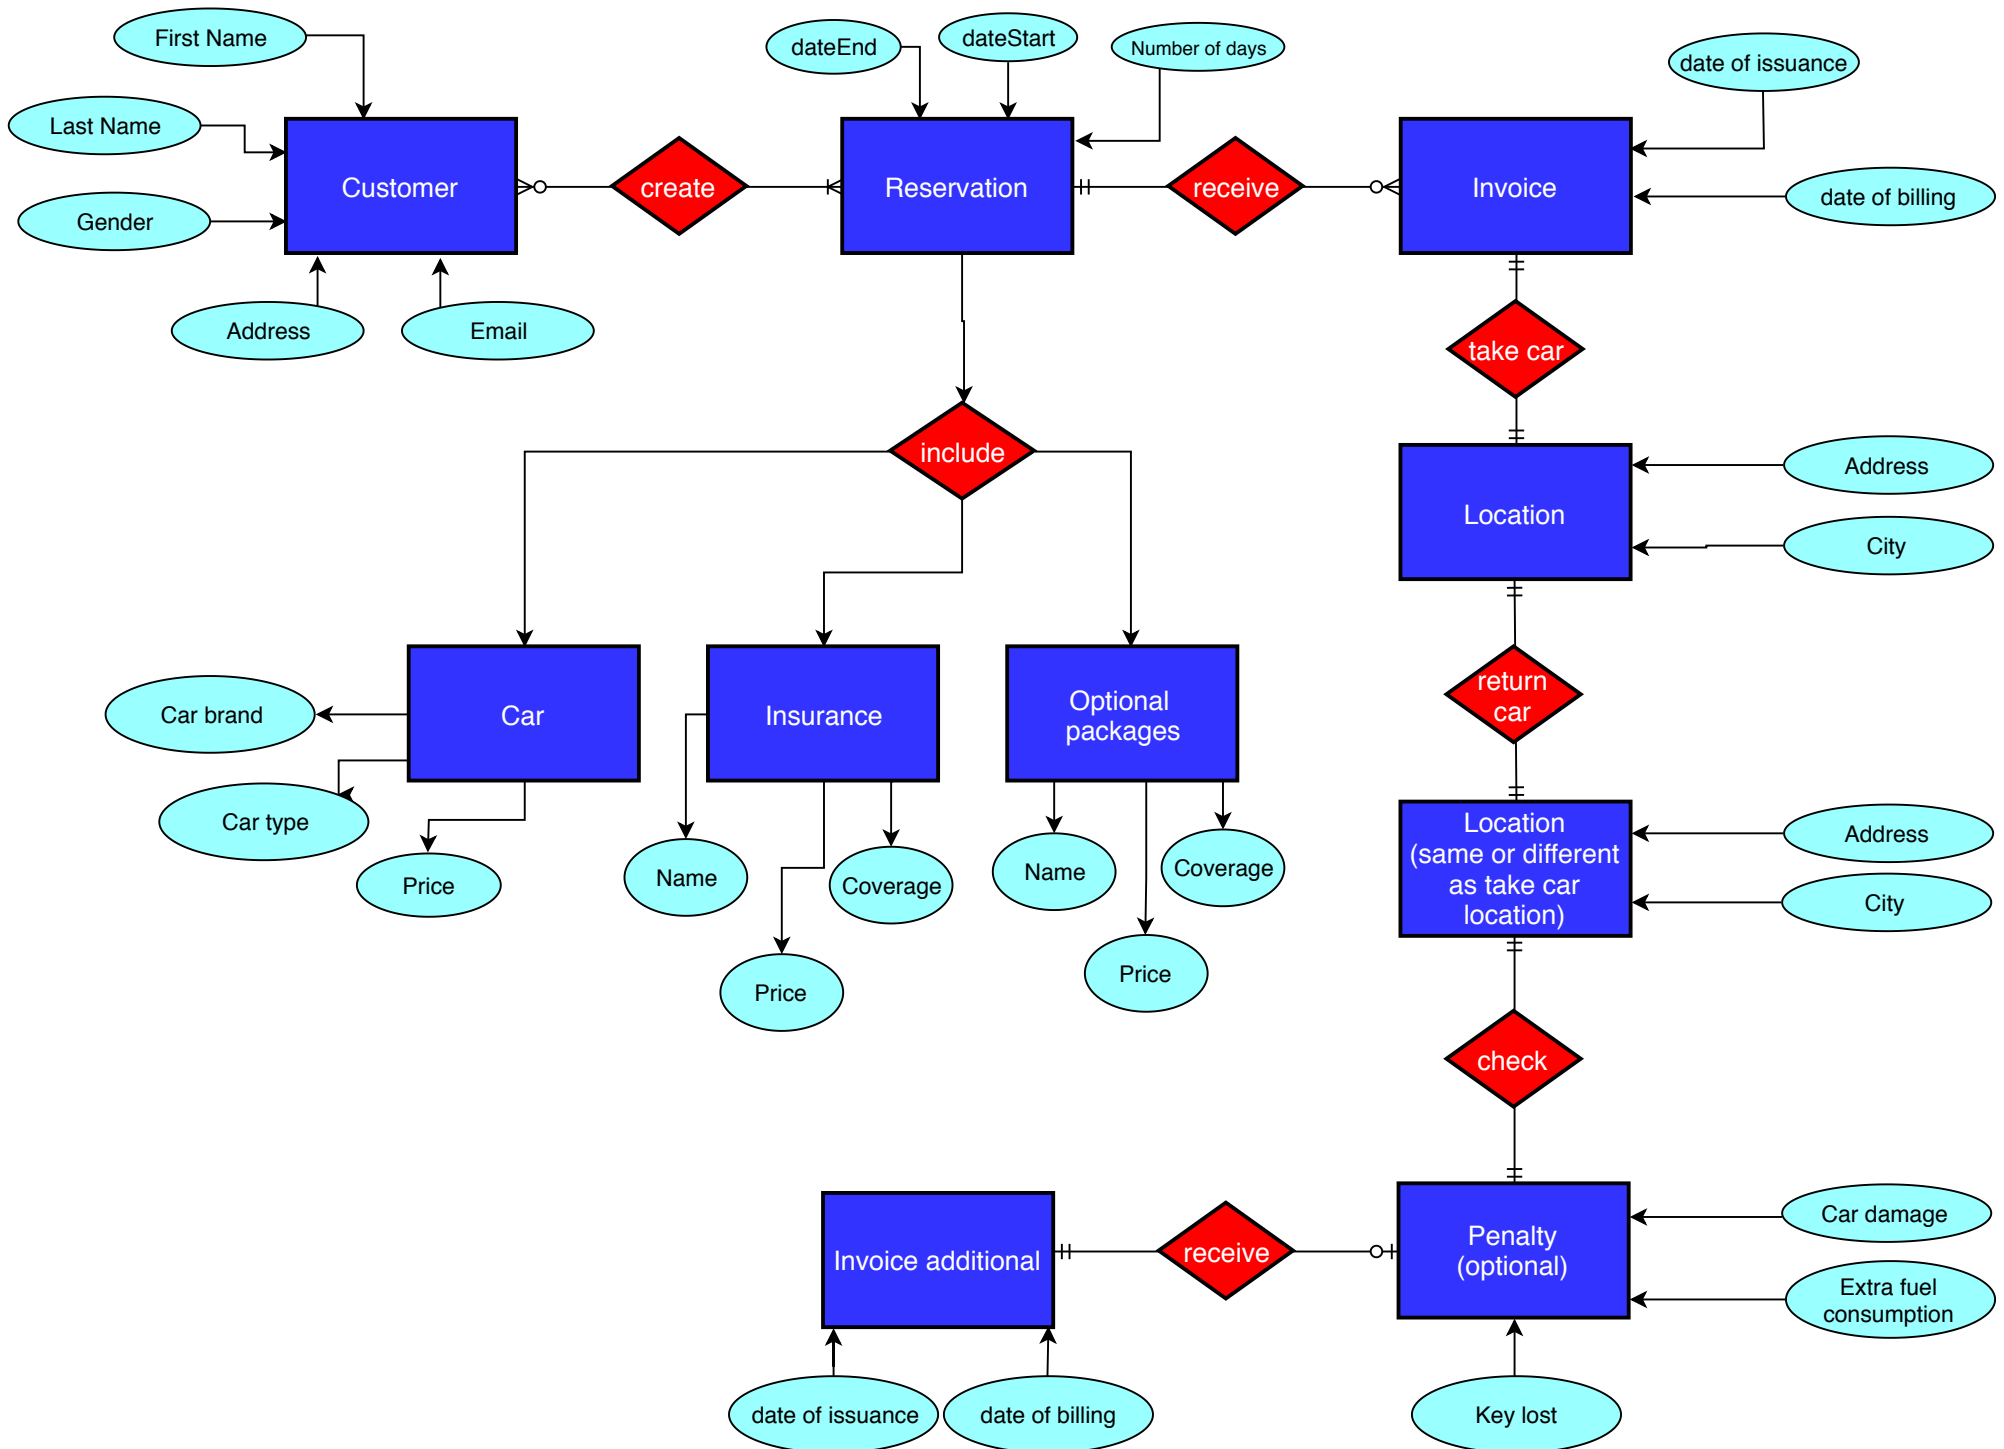 First Name
dateEnd
dateStart
Number of days
date of issuance
Last Name
Customer
create
Reservation
receive
Invoice
date of billing
Gender
Address
Email
take car
include
Address
Location
City
Car brand
Car
Insurance
Optional
packages
return
car
Car type
Price
Name
Coverage
Name
Coverage
Price
Price
Location
(same or different
as take car
location)
Address
City
check
Invoice additional
receive
Penalty
(optional)
Car damage
Extra fuel
consumption
date of issuance
date of billing
Key lost